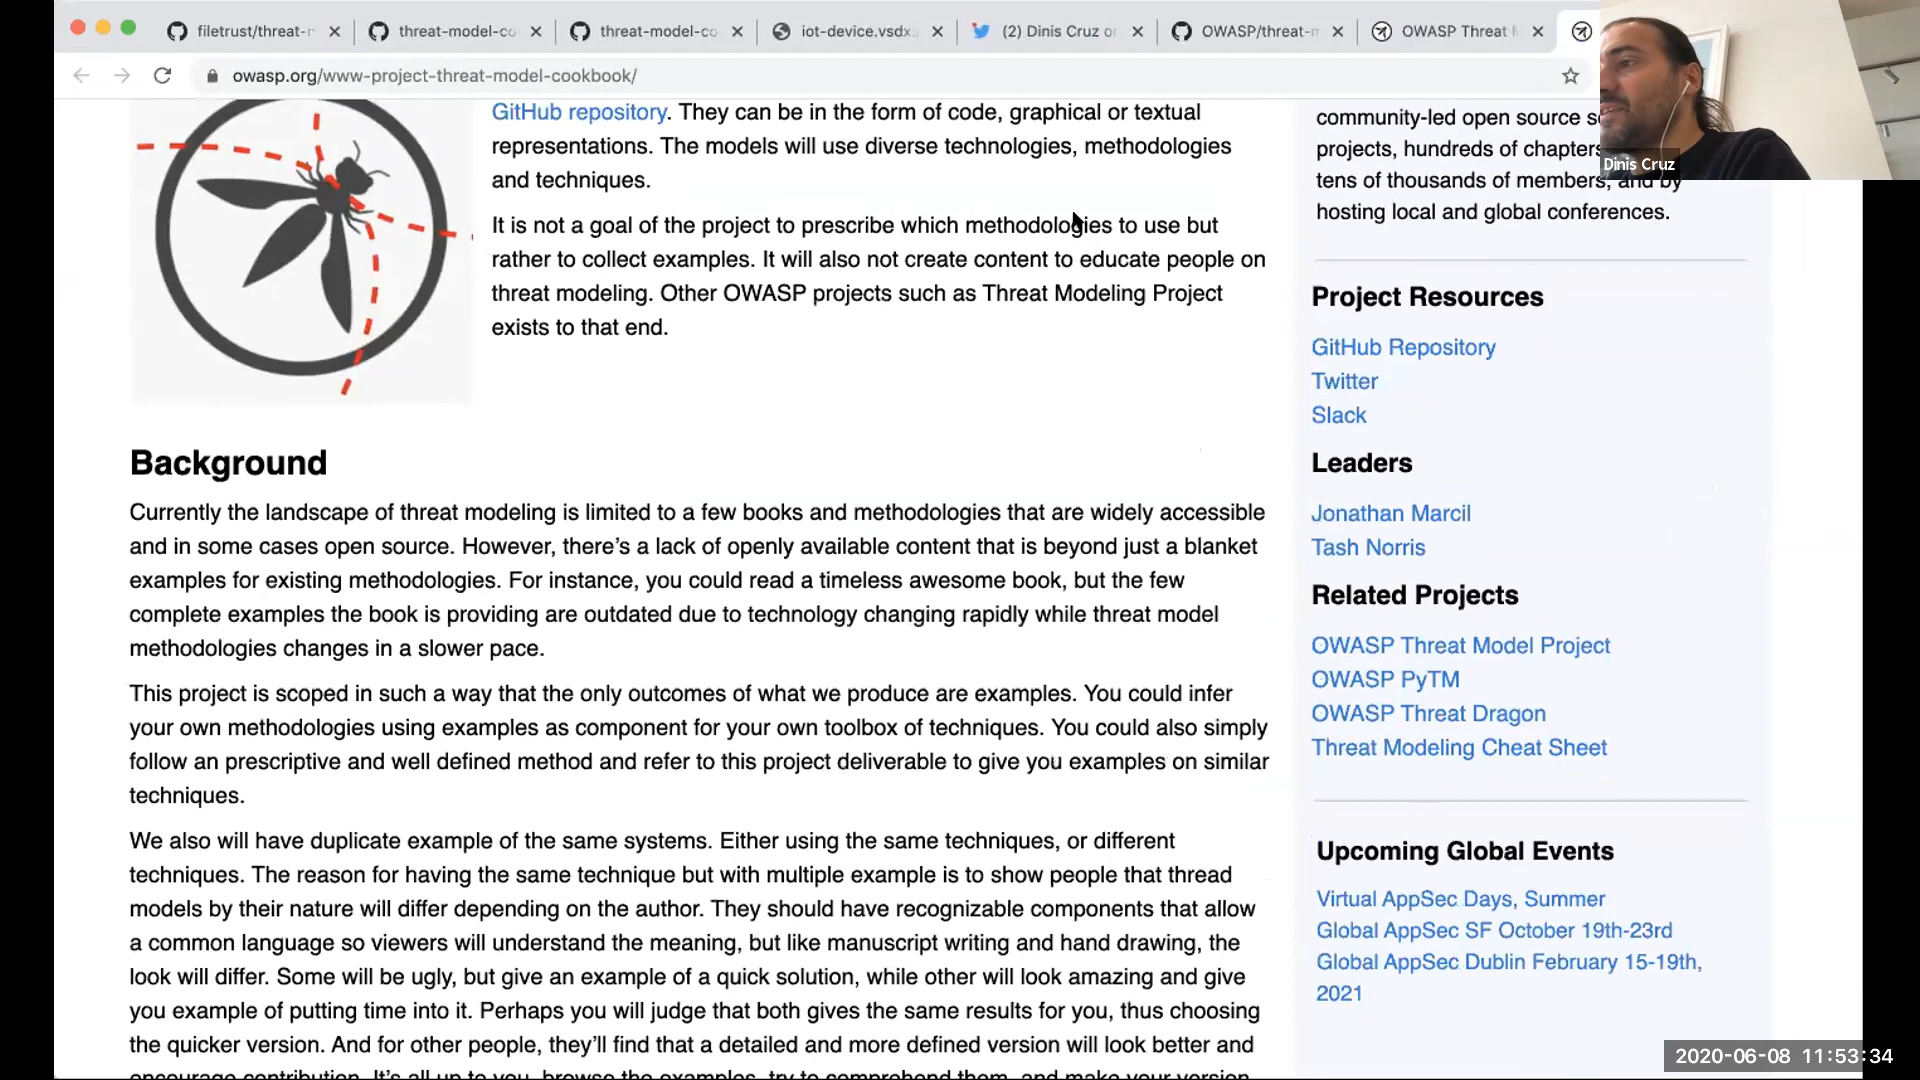 filetrust/threat-m
threat-model-co
threat-model-co
iot-device.vsdx
(2) Dinis Cruz or
OWASP/threat-m
OWASP Threat M
owasp.org/www-project-threat-model-cookbook/
Dinis Cruz
GitHub repository. They can be in the form of code, graphical or textual
representations. The models will use diverse technologies, methodologies
and techniques.
It is not a goal of the project to prescribe which methodologies to use but
rather to collect examples. It will also not create content to educate people on
threat modeling. Other OWASP projects such as Threat Modeling Project
exists to that end.
Background
Currently the landscape of threat modeling is limited to a few books and methodologies that are widely accessible
and in some cases open source. However, there's a lack of openly available content that is beyond just a blanket
examples for existing methodologies. For instance, you could read a timeless awesome book, but the few
complete examples the book is providing are outdated due to technology changing rapidly while threat model
methodologies changes in a slower pace.
This project is scoped in such a way that the only outcomes of what we produce are examples. You could infer
your own methodologies using examples as component for your own toolbox of techniques. You could also simply
follow an prescriptive and well defined method and refer to this project deliverable to give you examples on similar
techniques.
We also will have duplicate example of the same systems. Either using the same techniques, or different
techniques. The reason for having the same technique but with multiple example is to show people that thread
models by their nature will differ depending on the author. They should have recognizable components that allow
a common language so viewers will understand the meaning, but like manuscript writing and hand drawing, the
look will differ. Some will be ugly, but give an example of a quick solution, while other will look amazing and give
you example of putting time into it. Perhaps you will judge that both gives the same results for you, thus choosing
the quicker version. And for other people, they'll find that a detailed and more defined version will look better and
encourage contribution. It's all up to you, browse the examples, try to comprehend them, and make your version
community-led open source s
projects, hundreds of chapters
tens of thousands of members, and by
hosting local and global conferences.
Project Resources
GitHub Repository
Twitter
Slack
Leaders
Jonathan Marcil
Tash Norris
Related Projects
OWASP Threat Model Project
OWASP PyTM
OWASP Threat Dragon
Threat Modeling Cheat Sheet
Upcoming Global Events
Virtual AppSec Days, Summer
Global AppSec SF October 19th-23rd
Global AppSec Dublin February 15-19th,
2021
2020-06-08 11:53:34